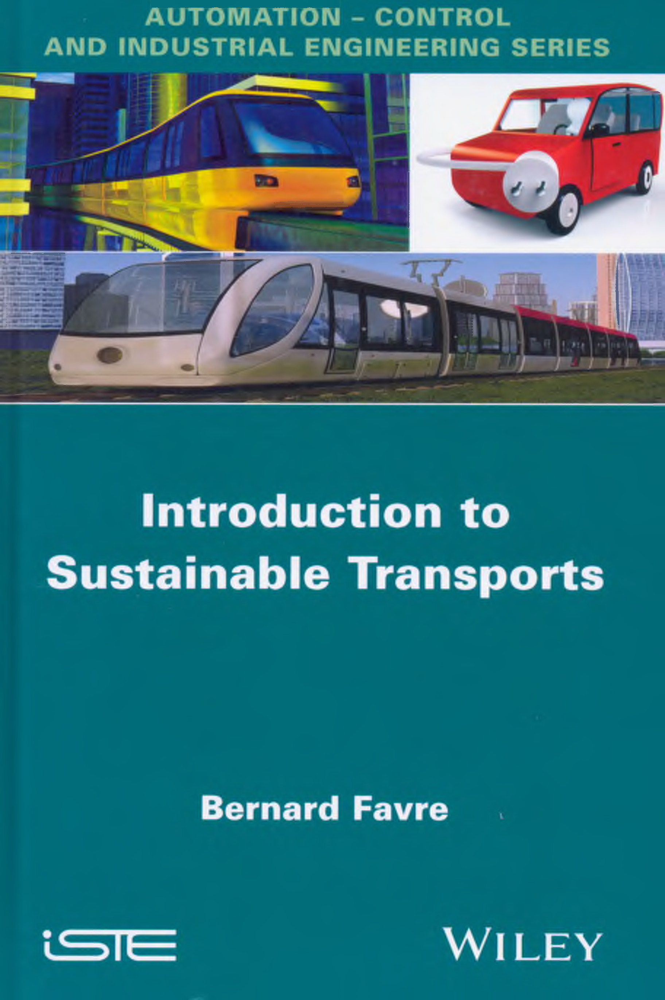 AUTOMATION – CONTROL
AND INDUSTRIAL ENGINEERING SERIES
Introduction to
Sustainable Transports
Bernard Favre
iSTE
WILEY